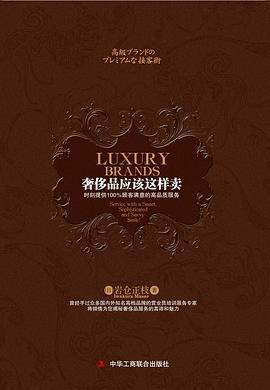 高級ブランドの
プレミアムな接客術
LUXURY
BRANDS
奢侈品应该这样卖
时刻提供100%顾客满意的高品质服务
Service with a Smart,
Sophisticated
and Savvy
Smile!
[日] 岩仓正枝 著
Iwakura Masae
曾经手过众多国内外知名高档品牌的营业员培训服务专家
将倾情为您揭秘奢侈品服务的真谛和魅力
中华工商联合出版社